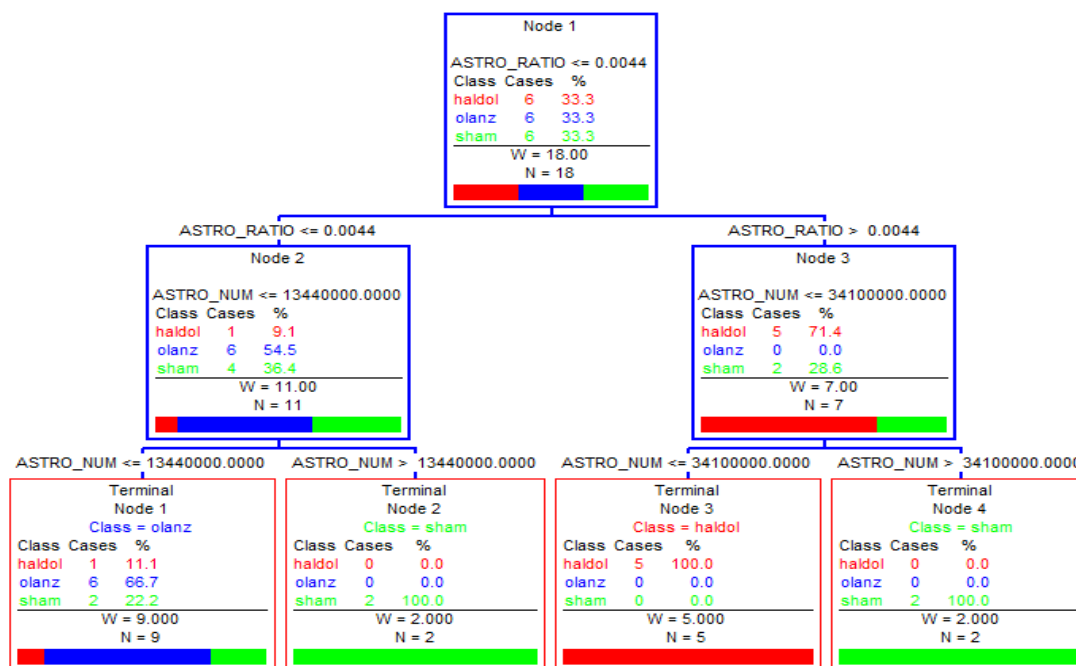 Node 1
ASTRO_RATIO <= 0.0044
Class Cases %
haldol 6 33.3
olanz 6 33.3
sham 6 33.3
W = 18.00
N = 18
ASTRO_RATIO <= 0.0044
ASTRO_RATIO > 0.0044
Node 2
ASTRO_NUM <= 13440000.0000
Class Cases %
haldol 1 9.1
olanz 6 54.5
sham 4 36.4
W = 11.00
N = 11
Node 3
ASTRO_NUM <= 34100000.0000
Class Cases %
haldol 5 71.4
olanz 0 0.0
sham 2 28.6
W = 7.00
N = 7
ASTRO_NUM <= 13440000.0000
ASTRO_NUM > 13440000.0000
ASTRO_NUM <= 34100000.0000
ASTRO_NUM > 34100000.0000
Terminal
Node 1
Class = olanz
Class Cases %
haldol 1 11.1
olanz 6 66.7
sham 2 22.2
W = 9.000
N = 9
Terminal
Node 2
Class = sham
Class Cases %
haldol 0 0.0
olanz 0 0.0
sham 2 100.0
W = 2.000
N = 2
Terminal
Node 3
Class = haldol
Class Cases %
haldol 5 100.0
olanz 0 0.0
sham 0 0.0
W = 5.000
N = 5
Terminal
Node 4
Class = sham
Class Cases %
haldol 0 0.0
olanz 0 0.0
sham 2 100.0
W = 2.000
N = 2